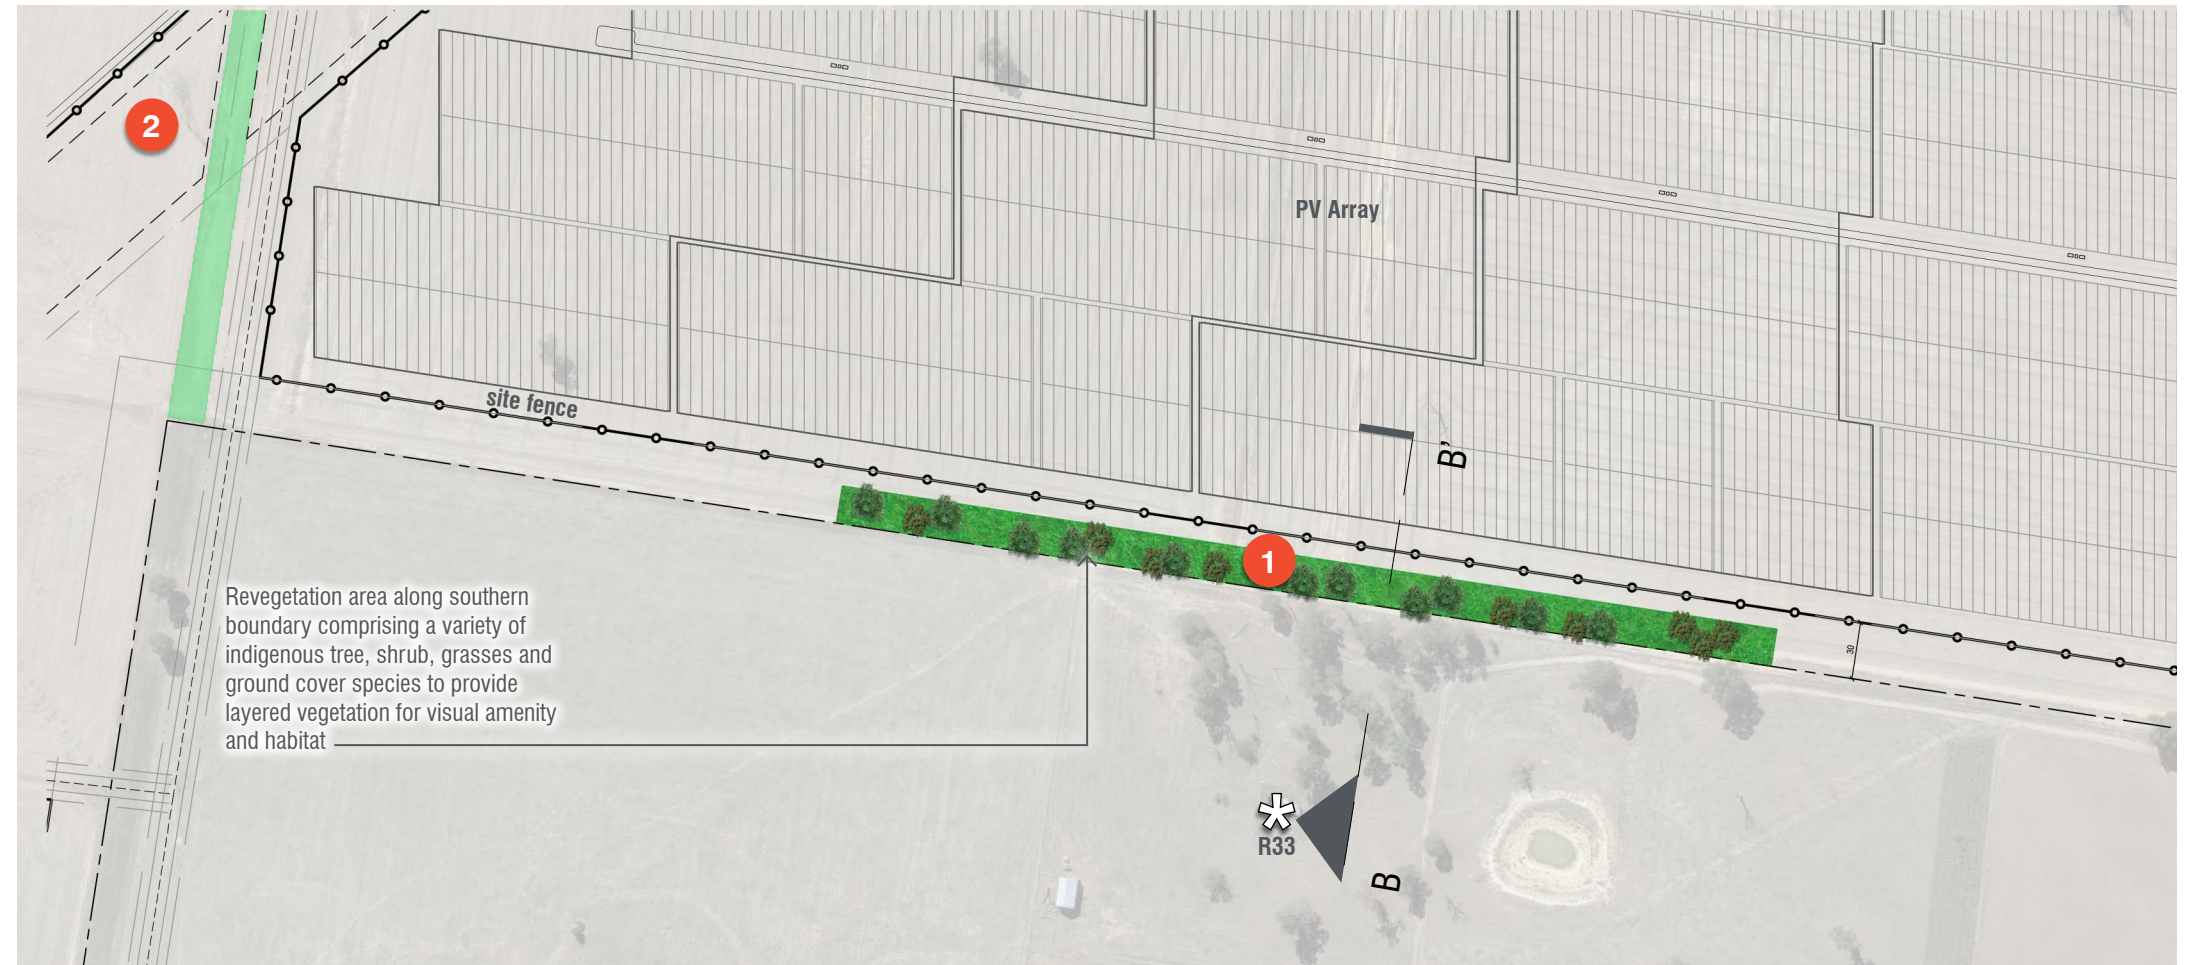 2
PV Array
site fence
B’
1
Revegetation area along southern
boundary comprising a variety of
indigenous tree, shrub, grasses and
ground cover species to provide
layered vegetation for visual amenity
and habitat
30
*
R33
B